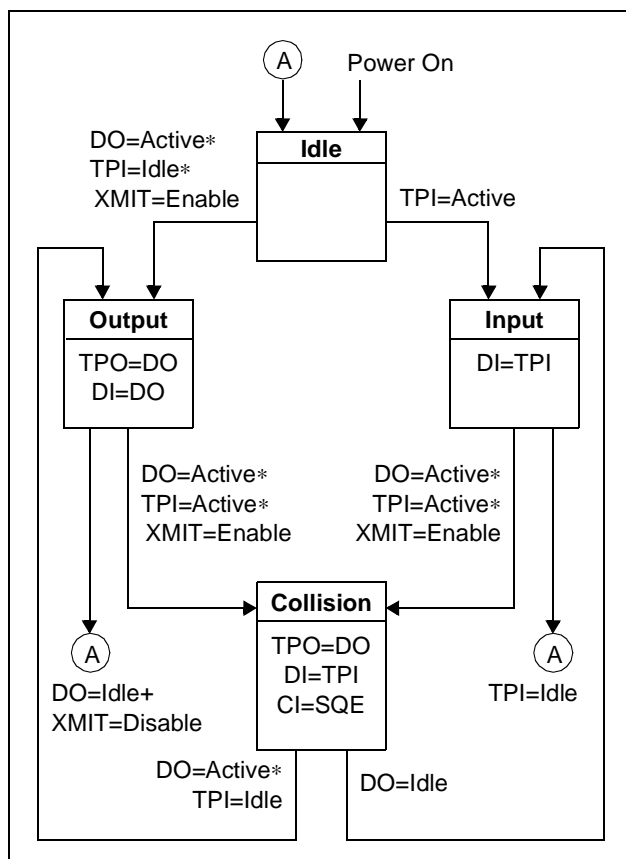 A
Power On
DO=Active*
TPI=Idle*
XMIT=Enable
Idle
TPI=Active
Output
TPO=DO
DI=DO
Input
DI=TPI
DO=Active*
TPI=Active*
XMIT=Enable
DO=Active*
TPI=Active*
XMIT=Enable
Collision
TPO=DO
DI=TPI
CI=SQE
A
DO=Idle+
XMIT=Disable
A
TPI=Idle
DO=Active*
TPI=Idle
DO=Idle